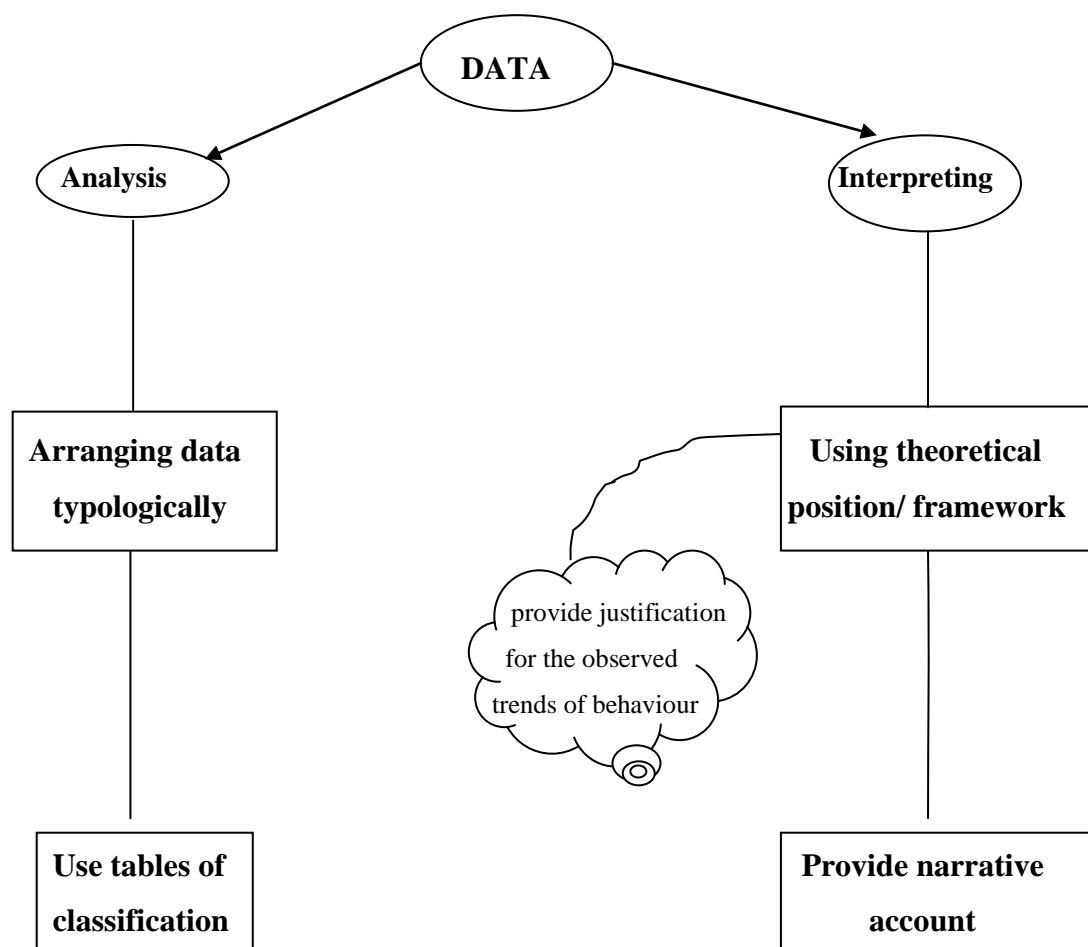 DATA
Analysis
Interpreting
Arranging data
typologically
Using theoretical
position/ framework
provide justification
for the observed
trends of behaviour
Use tables of
classification
Provide narrative
account